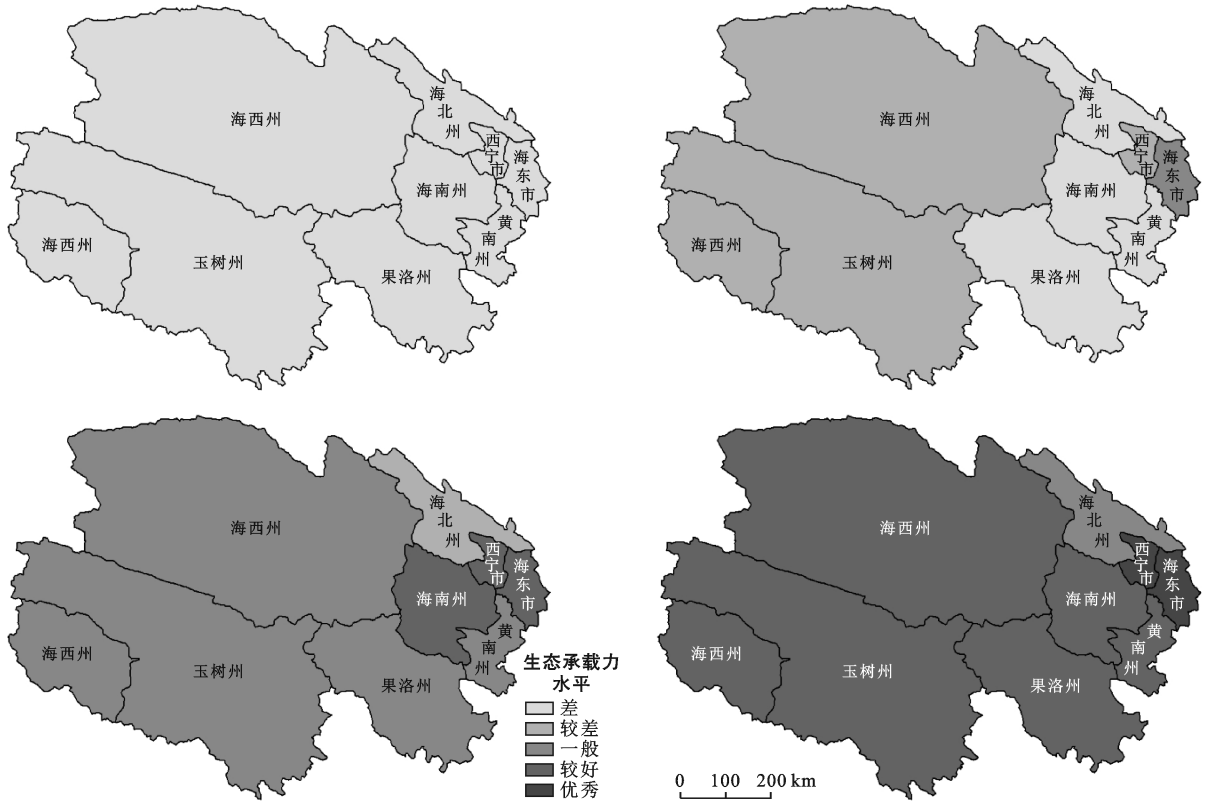 海西州
海北州
西宁市
海东市
海南州
黄南州
海西州
玉树州
果洛州
海西州
海北州
西宁市
海东市
海南州
黄南州
海西州
玉树州
果洛州
海西州
海北州
西宁市
海东市
海南州
黄南州
海西州
玉树州
果洛州
生态承载力
水平
差
较差
一般
较好
优秀
海西州
海北州
西宁市
海东市
海南州
黄南州
海西州
玉树州
果洛州
0 100 200 km